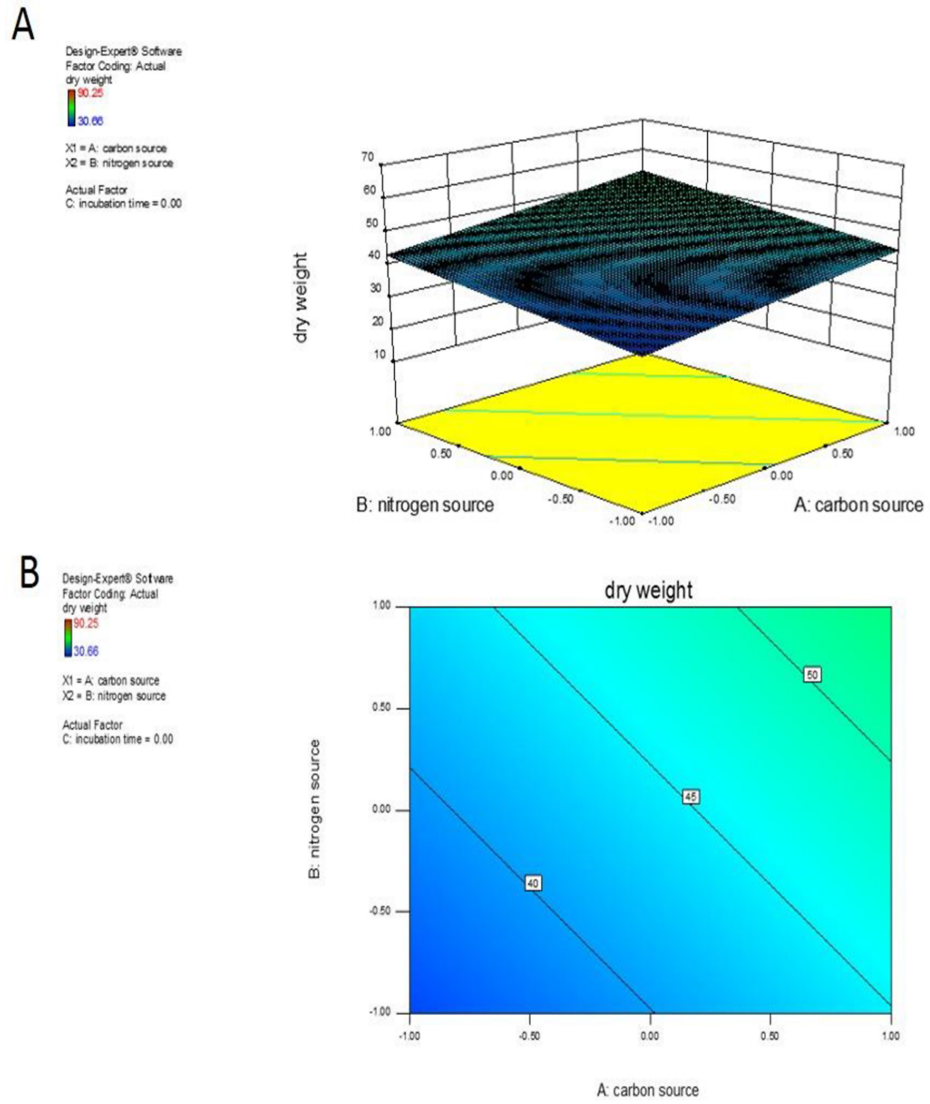 A
Design-Expert® Software
Factor Coding: Actual
dry weight
90.25
30.66
X1 = A: carbon source
X2 = B: nitrogen source
Actual Factor
C: incubation time = 0.00
70
60
50
40
30
20
10
dry weight
1.00
0.50
0.00
-0.50
-1.00
B: nitrogen source
-1.00
-0.50
0.00
0.50
1.00
A: carbon source
B
Design-Expert® Software
Factor Coding: Actual
dry weight
90.25
30.66
X1 = A: carbon source
X2 = B: nitrogen source
Actual Factor
C: incubation time = 0.00
dry weight
1.00
0.50
0.00
-0.50
-1.00
B: nitrogen source
50
45
40
-1.00
-0.50
0.00
0.50
1.00
A: carbon source